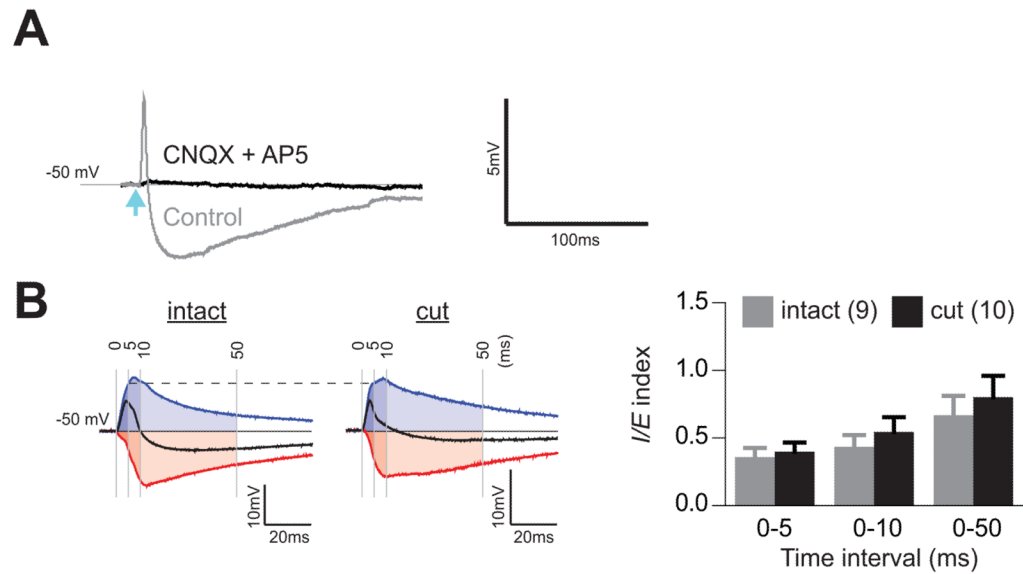 A
CNQX + AP5
-50 mV
Control
5mV
100ms
B
intact
cut
0 5 10 50
0 5 10 50 (ms)
-50 mV
10mV
20ms
10mV
20ms
1.5
1.0
0.5
0.0
I/E index
intact (9)
cut (10)
0-5
0-10
0-50
Time interval (ms)